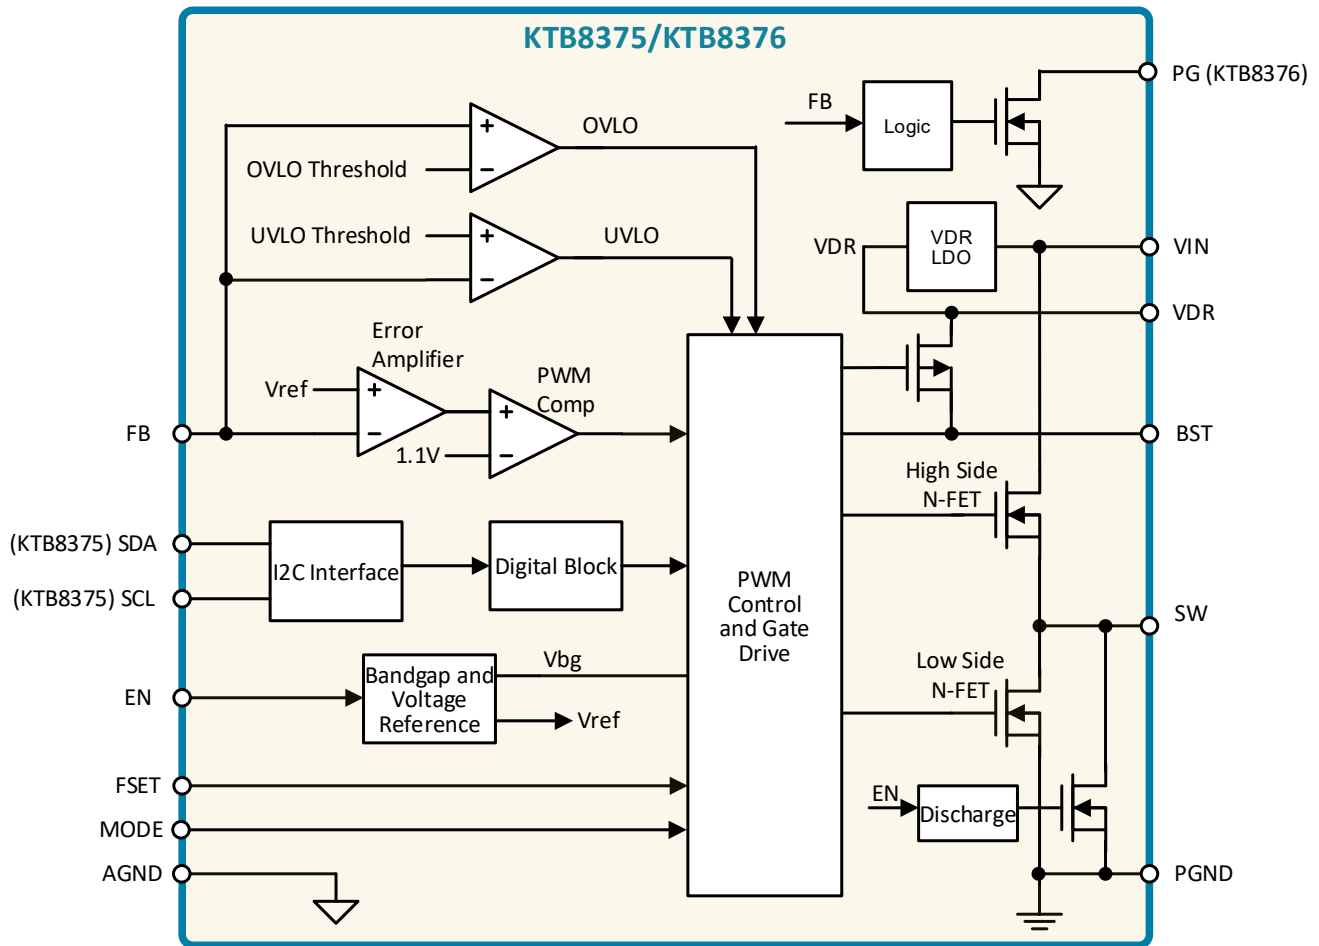 KTB8375/KTB8376
PG (KTB8376)
FB
Logic
+
OVLO
OVLO Threshold
−
UVLO Threshold
+
UVLO
−
VDR
VDR
LDO
VIN
VDR
Error
Amplifier
Vref
+
PWM
Comp
+
FB
−
1.1V
−
BST
High Side
N-FET
(KTB8375) SDA
I2C Interface
Digital Block
(KTB8375) SCL
PWM
Control
and Gate
Drive
SW
Low Side
N-FET
Vbg
EN
Bandgap and
Voltage
Reference
Vref
FSET
EN
Discharge
MODE
AGND
PGND